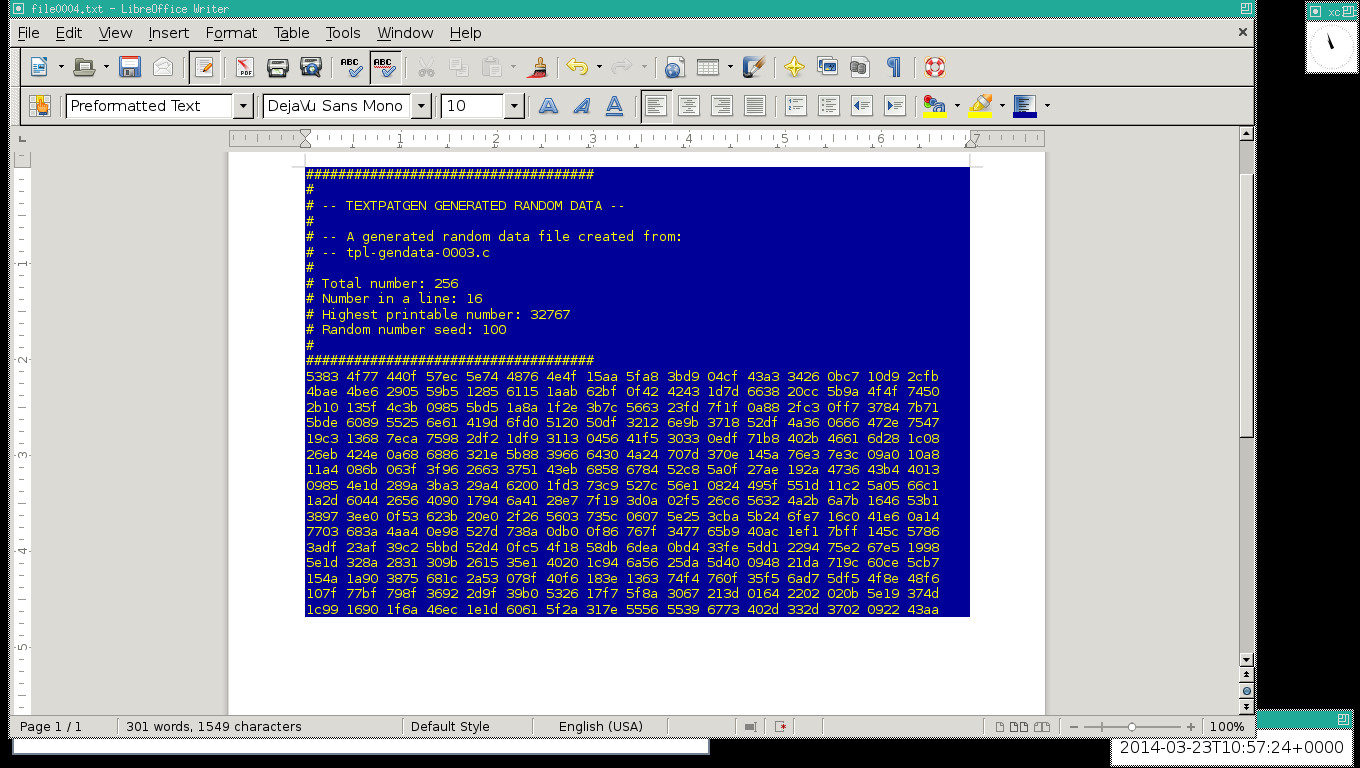 file0004.txt - LibreOffice Writer
xc
File Edit View Insert Format Table Tools Window Help
Preformatted Text DejaVu Sans Mono 10
1 2 3 4 5 6 7
####################################
#
# -- TEXTPATGEN GENERATED RANDOM DATA --
#
# -- A generated random data file created from:
# -- tpl-gendata-0003.c
#
# Total number: 256
# Number in a line: 16
# Highest printable number: 32767
# Random number seed: 100
#
####################################
5383 4f77 440f 57ec 5e74 4876 4e4f 15aa 5fa8 3bd9 04cf 43a3 3426 0bc7 10d9 2cfb
4bae 4be6 2905 59b5 1285 6115 1aab 62bf 0f42 4243 1d7d 6638 20cc 5b9a 4f4f 7450
2b10 135f 4c3b 0985 5bd5 1a8a 1f2e 3b7c 5663 23fd 7f1f 0a88 2fc3 0ff7 3784 7b71
5bde 6089 5526 6e61 419d 6fd0 5120 50df 3212 6e9b 3718 52df 4a36 0666 472e 7547
19c3 1368 7eca 7598 2df2 1df9 3113 0456 41f5 3033 0edf 71b8 402b 4661 6d28 1c08
26eb 424e 0a68 6886 321e 5b88 3966 6430 4a24 707d 370e 145a 76e3 7e3c 09a0 10a8
11a4 086b 063f 3f96 2663 3751 43eb 6858 6784 52c8 5a0f 27ae 192a 4736 43b4 4013
0985 4e1d 289a 3ba3 29a4 6200 1fd3 73c9 527c 56e1 0824 495f 551d 11c2 5a05 66c1
1a2d 6044 2656 4090 1794 6a41 28e7 7f19 3d0a 02f5 26c6 5632 4a2b 6a7b 1646 53b1
3897 3ee0 0f53 623b 20e0 2f26 5603 735c 0607 5e25 3cba 5b24 6fe7 16c0 41e6 0a14
7703 683a 4aa4 0e98 527d 738a 0db0 0f86 767f 3477 65b9 40ac 1ef1 7bff 145c 5786
3adf 23af 39c2 5bbd 52d4 0fc5 4f18 58db 6dea 0bd4 33fe 5dd1 2294 75e2 67e5 1998
5e1d 328a 2831 309b 2615 35e1 4020 1c94 6a56 25da 5d40 0948 21da 719c 60ce 5cb7
154a 1a90 3875 681c 2a53 078f 40f6 183e 1363 74f4 760f 35f5 6ad7 5df5 4f8e 48f6
107f 77bf 798f 3692 2d9f 39b0 5326 17f7 5f8a 3067 213d 0164 2202 020b 5e19 374d
1c99 1690 1f6a 46ec 1e1d 6061 5f2a 317e 5556 5539 6773 402d 332d 3702 0922 43aa
Page 1 / 1 301 words, 1549 characters Default Style English (USA) 100%
2014-03-23T10:57:24+0000